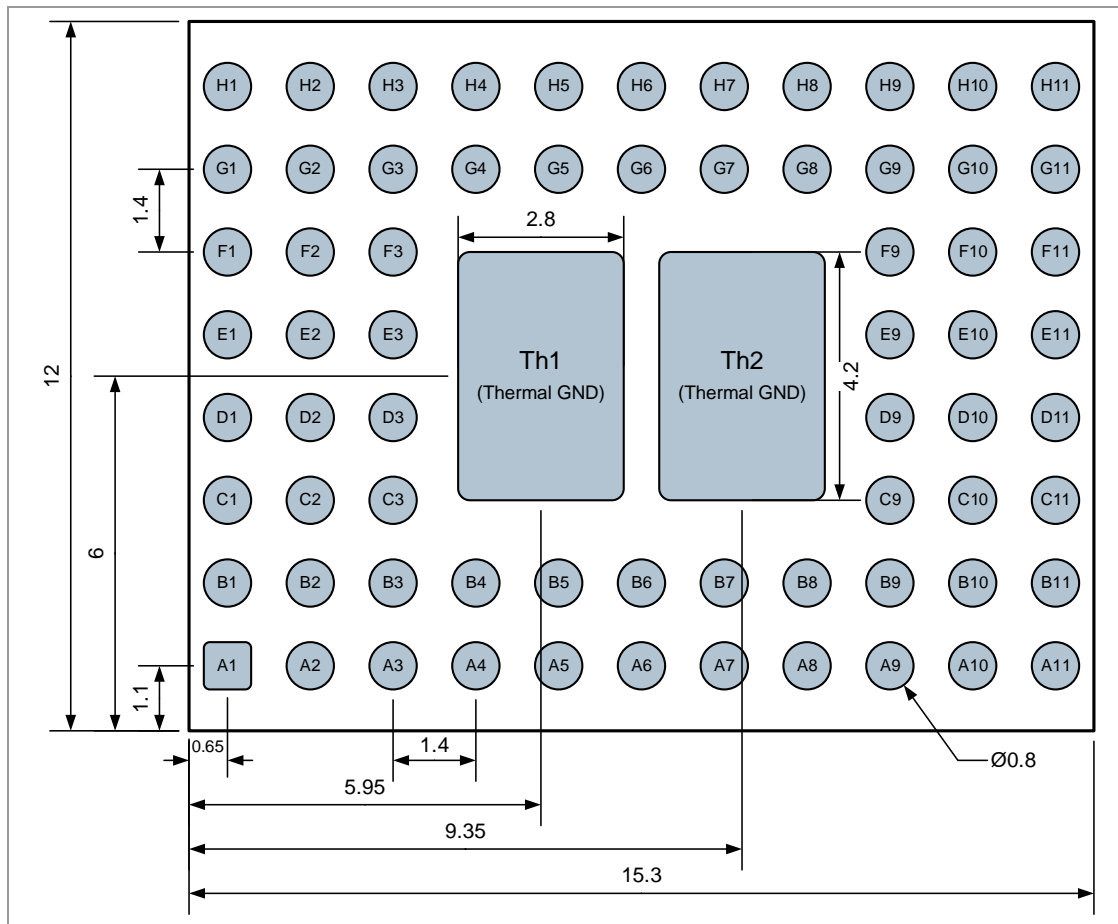 H1 H2 H3 H4 H5 H6 H7 H8 H9 H10 H11
G1 G2 G3 G4 G5 G6 G7 G8 G9 G10 G11
1.4
2.8
F1 F2 F3 F9 F10 F11
E1 E2 E3 E9 E10 E11
Th1 Th2
(Thermal GND) (Thermal GND)
4.2
12
D1 D2 D3 D9 D10 D11
C1 C2 C3 C9 C10 C11
6
B1 B2 B3 B4 B5 B6 B7 B8 B9 B10 B11
A1 A2 A3 A4 A5 A6 A7 A8 A9 A10 A11
1.1
0.65
1.4
Ø0.8
5.95
9.35
15.3